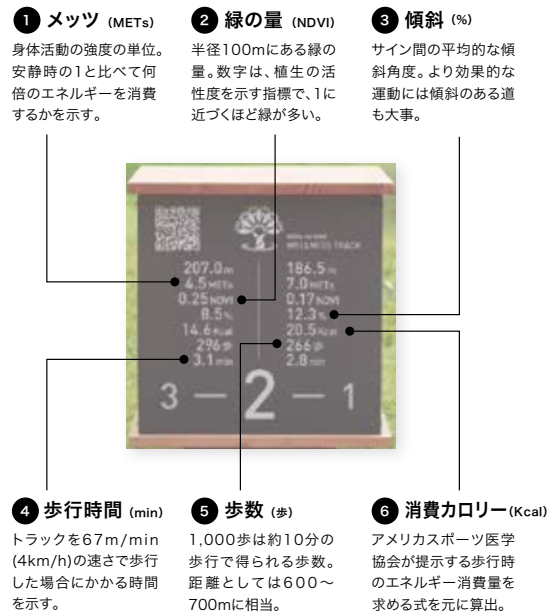 1 メッツ (METs)
身体活動の強度の単位。
安静時の1と比べて何
倍のエネルギーを消費
するかを示す。
2 緑の量 (NDVI)
半径100mにある緑の
量。数字は、植生の活
性度を示す指標で、1に
近づくほど緑が多い。
3 傾斜 (%)
サイン間の平均的な傾
斜角度。より効果的な
運動には傾斜のある道
も大事。
WELLNESS TRACK
207.0m
4.5METs
0.25NDVI
8.5%
14.6Kcal
296歩
3.1min
186.5m
7.0METs
0.17NDVI
12.3%
20.5Kcal
266歩
2.8min
3 — 2 — 1
4 歩行時間 (min)
トラックを67m/min
(4km/h)の速さで歩行
した場合にかかる時間
を示す。
5 歩数 (歩)
1,000歩は約10分の
歩行で得られる歩数。
距離としては600〜
700mに相当。
6 消費カロリー(Kcal)
アメリカスポーツ医学
協会が提示する歩行時
のエネルギー消費量を
求める式を元に算出。